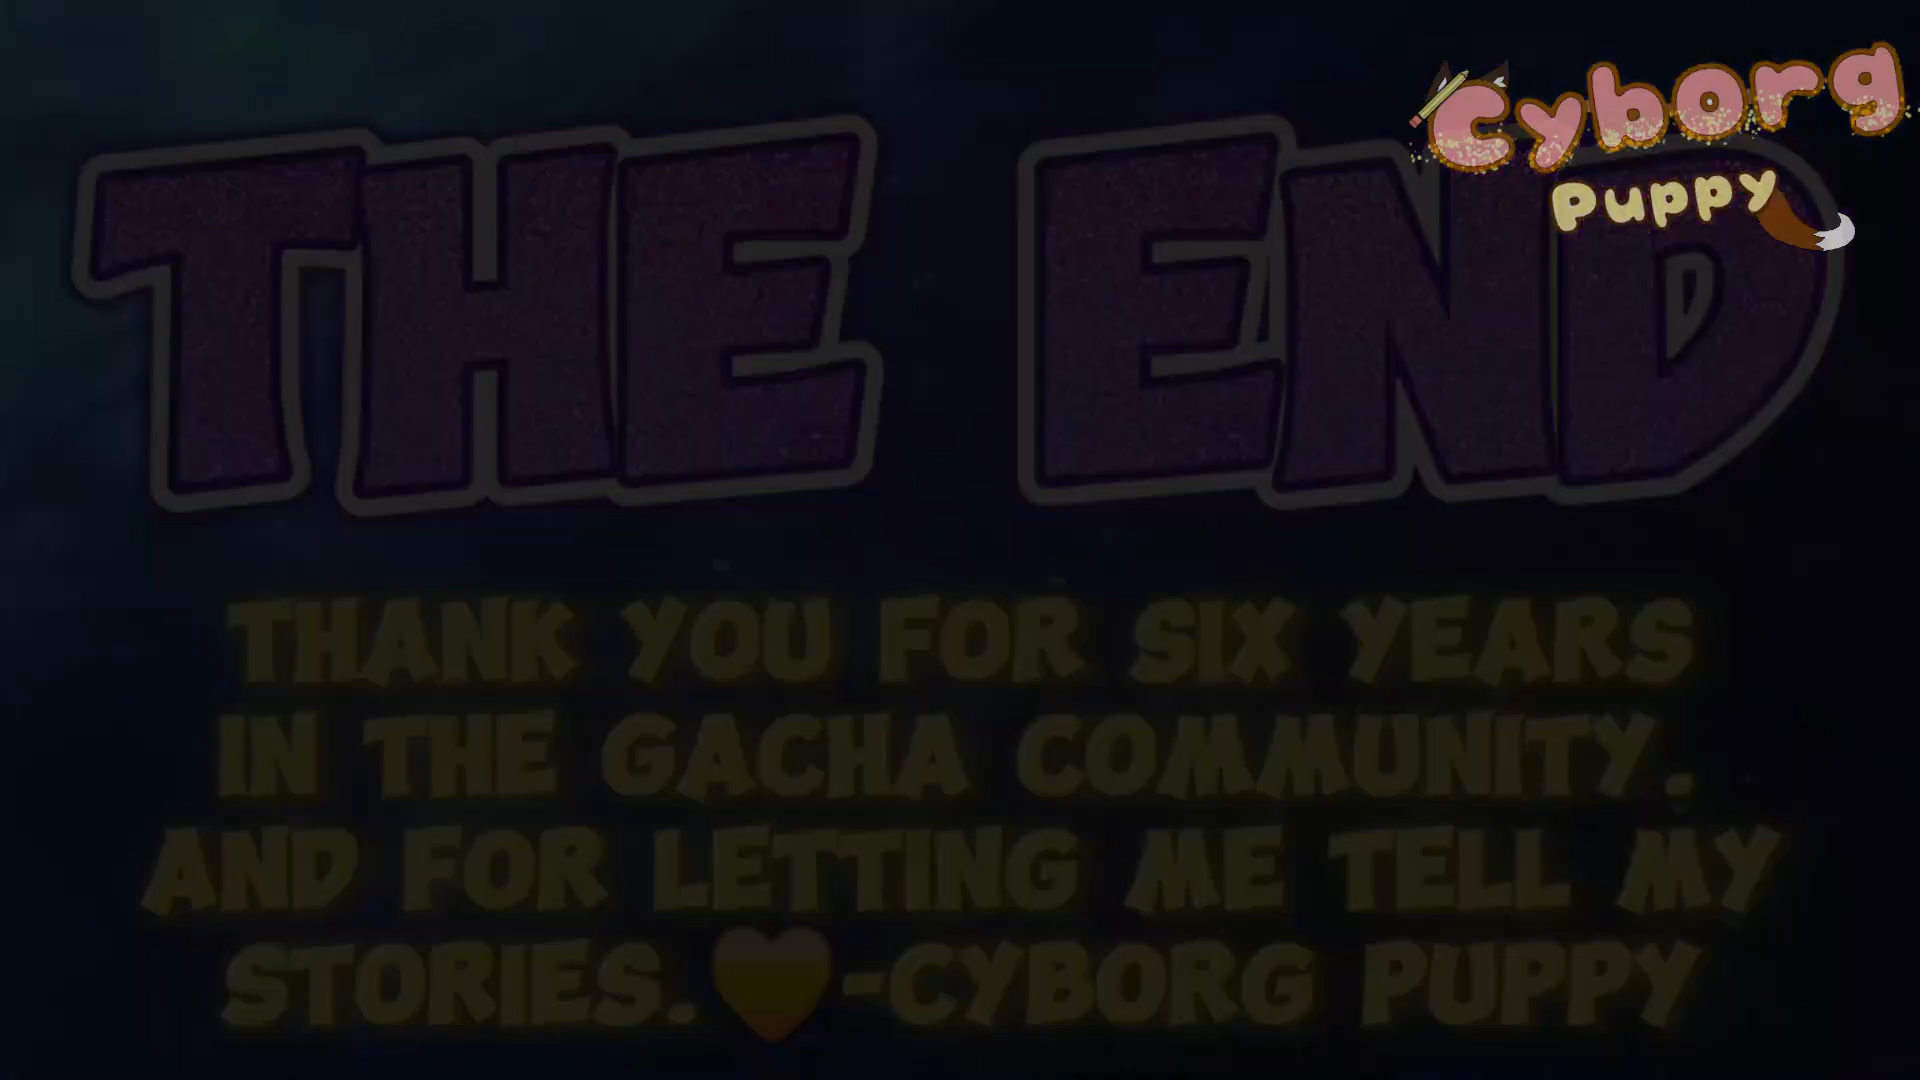 Cyborg
Puppy
THE END
THANK YOU FOR SIX YEARS
IN THE GACHA COMMUNITY.
AND FOR LETTING ME TELL MY
STORIES.🧡-CYBORG PUPPY